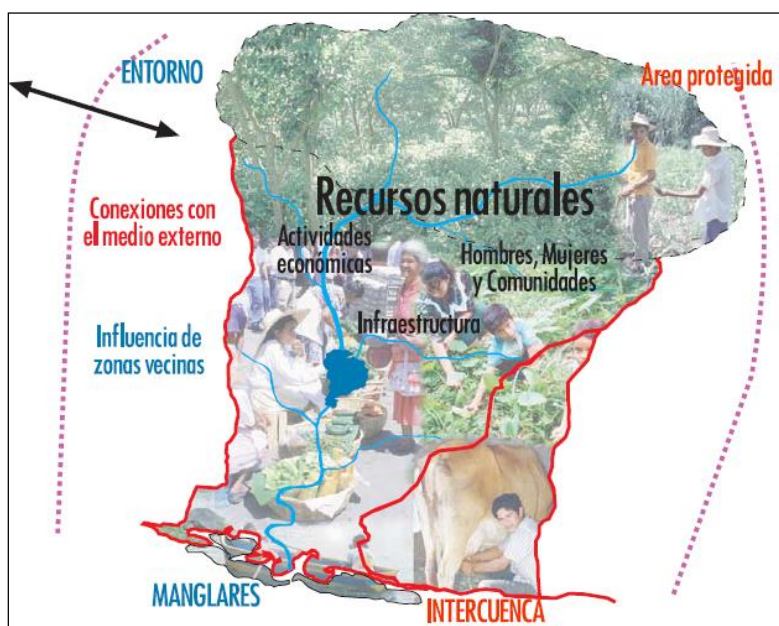 ENTORNO
Area protegida
Recursos naturales
Conexiones con
el medio externo
Actividades
económicas
Hombres, Mujeres
y Comunidades
Influencia de
zonas vecinas
Infraestructura
MANGLARES
INTERCUENCA